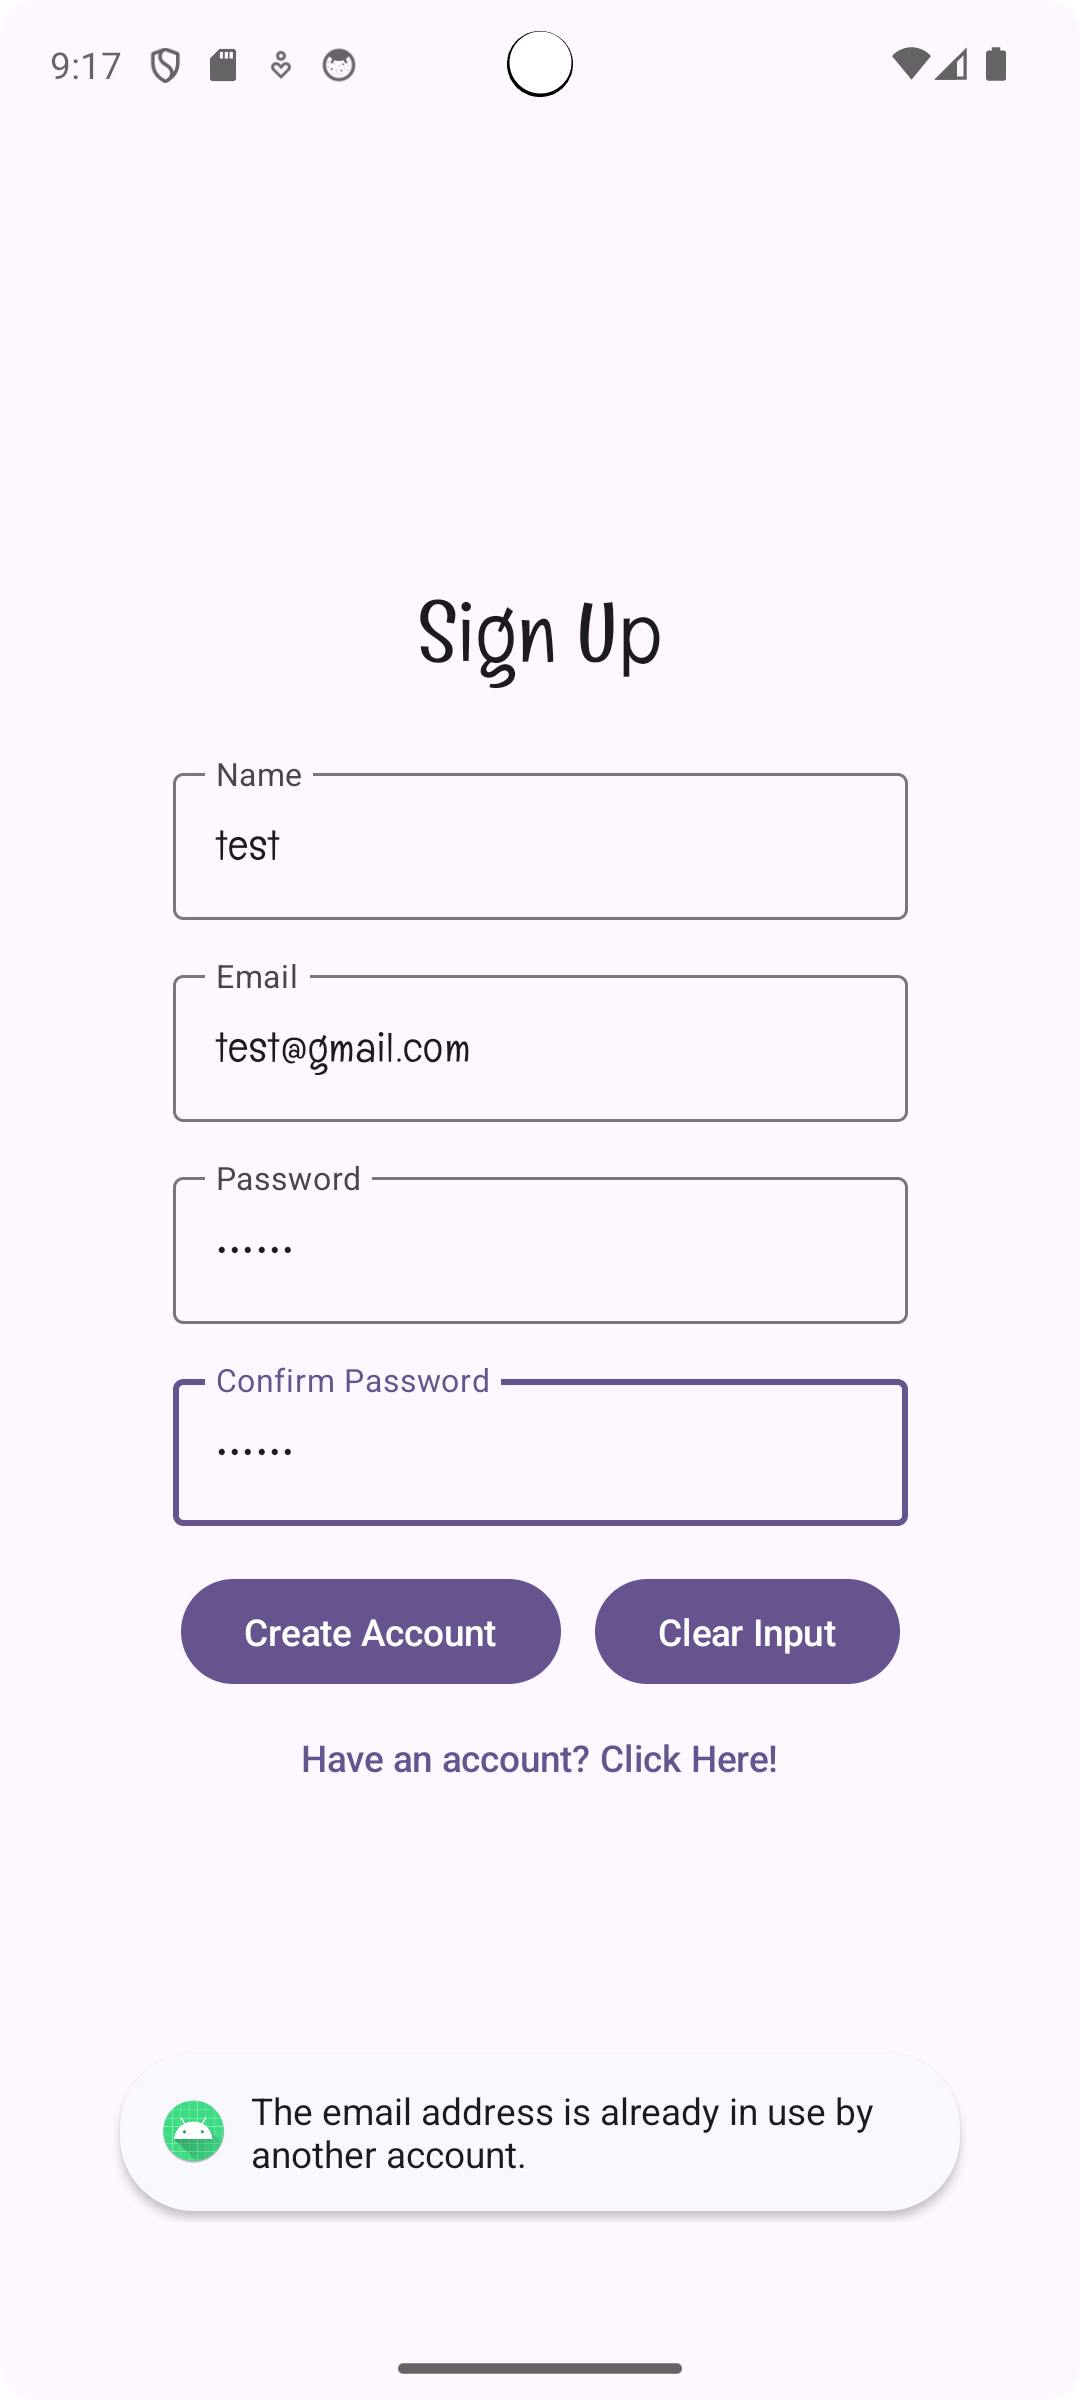 9:17
Sign Up
Name
test
Email
test@gmail.com
Password
••••••
Confirm Password
••••••
Create Account
Clear Input
Have an account? Click Here!
The email address is already in use by
another account.